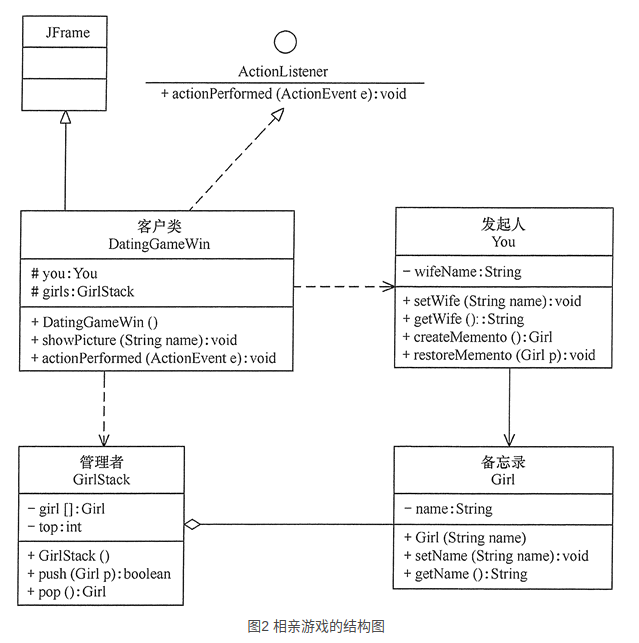 JFrame
ActionListener
+ actionPerformed (ActionEvent e):void
客户类
DatingGameWin
# you:You
# girls:GirlStack
+ DatingGameWin ()
+ showPicture (String name):void
+ actionPerformed (ActionEvent e):void
发起人
You
- wifeName:String
+ setWife (String name):void
+ getWife ()::String
+ createMemento ():Girl
+ restoreMemento (Girl p):void
管理者
GirlStack
- girl []:Girl
- top:int
+ GirlStack ()
+ push (Girl p):boolean
+ pop ():Girl
备忘录
Girl
- name:String
+ Girl (String name)
+ setName (String name):void
+ getName ():String
图2 相亲游戏的结构图